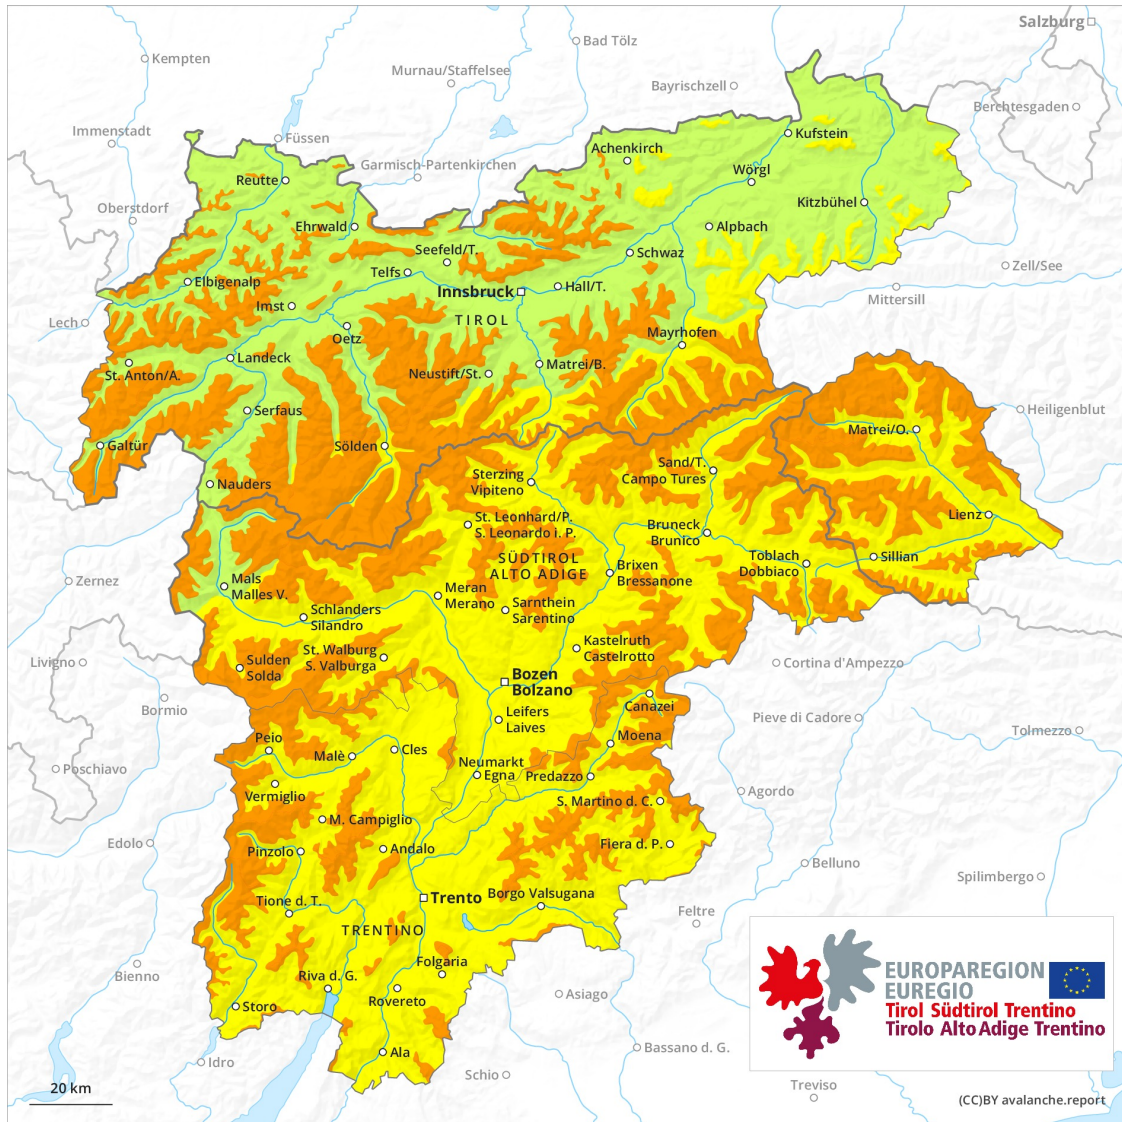 Salzburg
Bad Tölz
Kempten
Murnau/Staffelsee
Bayrischzell
Berchtesgaden
Immenstadt
Füssen
Kufstein
Achenkirch
Garmisch-Partenkirchen
Wörgl
Reutte
Kitzbühel
Oberstdorf
Ehrwald
Alpbach
Seefeld/T.
Schwaz
Telfs
Zell/See
Elbigenalp
Hall/T.
Innsbruck
Mittersill
Imst
TIROL
Lech
Oetz
Mayrhofen
Landeck
Matrei/B.
St. Anton/A.
Neustift/St.
Serfaus
Heiligenblut
Matrei/O.
Galtür
Sölden
Sand/T.
Campo Tures
Sterzing
Vipiteno
Nauders
Lienz
St. Leonhard/P.
S. Leonardo i. P.
Bruneck
Brunico
SÜDTIROL
ALTO ADIGE
Toblach
Dobbiaco
Sillian
Brixen
Bressanone
Zernez
Mals
Malles V.
Meran
Merano
Sarnthein
Sarentino
Schlanders
Silandro
Kastelruth
Castelrotto
St. Walburg
S. Valburga
Livigno
Sulden
Solda
Cortina d'Ampezzo
Bozen
Bolzano
Canazei
Bormio
Leifers
Laives
Pieve di Cadore
Tolmezzo
Moena
Peio
Malè
Cles
Neumarkt
Egna
Poschiavo
Predazzo
Vermiglio
Agordo
S. Martino d. C.
M. Campiglio
Edolo
Pinzolo
Andalo
Fiera d. P.
Belluno
Spilimbergo
Tione d. T.
Trento
Borgo Valsugana
Feltre
TRENTINO
Folgaria
Bienno
Riva d. G.
Rovereto
Asiago
Storo
Idro
Ala
Bassano d. G.
Schio
Treviso
EUROPAREGION
EUREGIO
Tirol Südtirol Trentino
Tirolo Alto Adige Trentino
20 km
(CC)BY avalanche.report